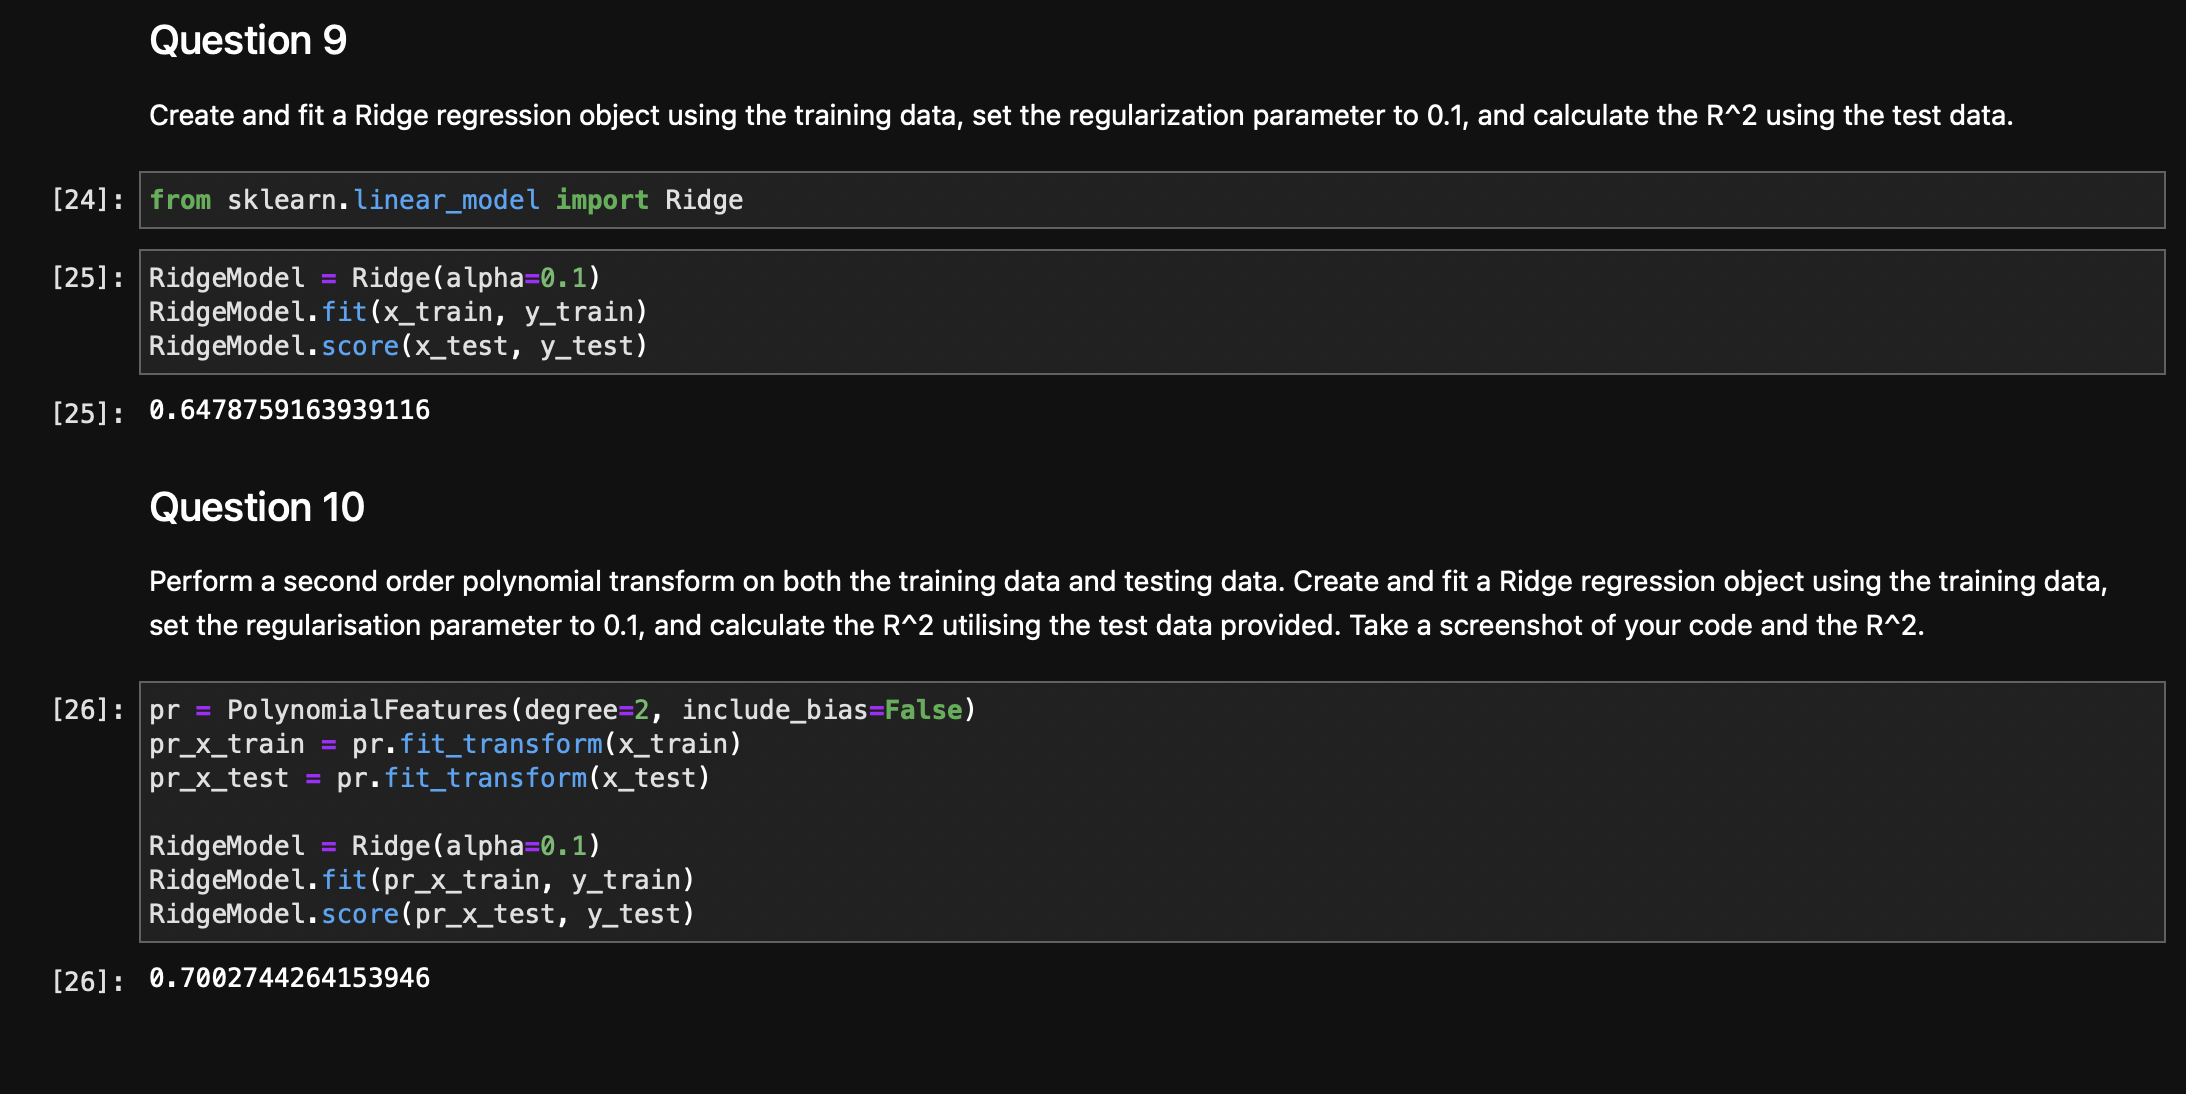 Question 9
Create and fit a Ridge regression object using the training data, set the regularization parameter to 0.1, and calculate the R^2 using the test data.
[24]: from sklearn.linear_model import Ridge
[25]: RidgeModel = Ridge(alpha=0.1)
RidgeModel.fit(x_train, y_train)
RidgeModel.score(x_test, y_test)
[25]: 0.6478759163939116
Question 10
Perform a second order polynomial transform on both the training data and testing data. Create and fit a Ridge regression object using the training data,
set the regularisation parameter to 0.1, and calculate the R^2 utilising the test data provided. Take a screenshot of your code and the R^2.
[26]: pr = PolynomialFeatures(degree=2, include_bias=False)
pr_x_train = pr.fit_transform(x_train)
pr_x_test = pr.fit_transform(x_test)
RidgeModel = Ridge(alpha=0.1)
RidgeModel.fit(pr_x_train, y_train)
RidgeModel.score(pr_x_test, y_test)
[26]: 0.7002744264153946